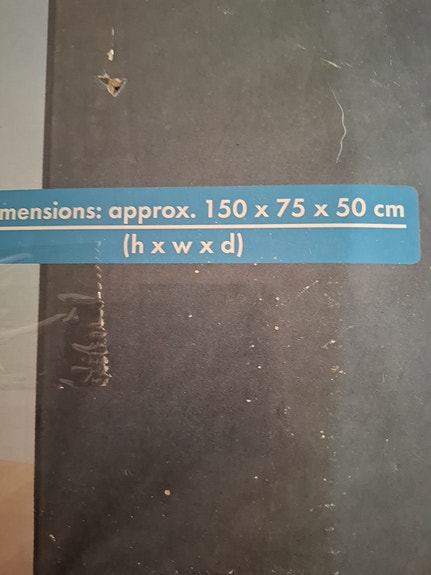 mensions: approx. 150 x 75 x 50 cm
(h x w x d)